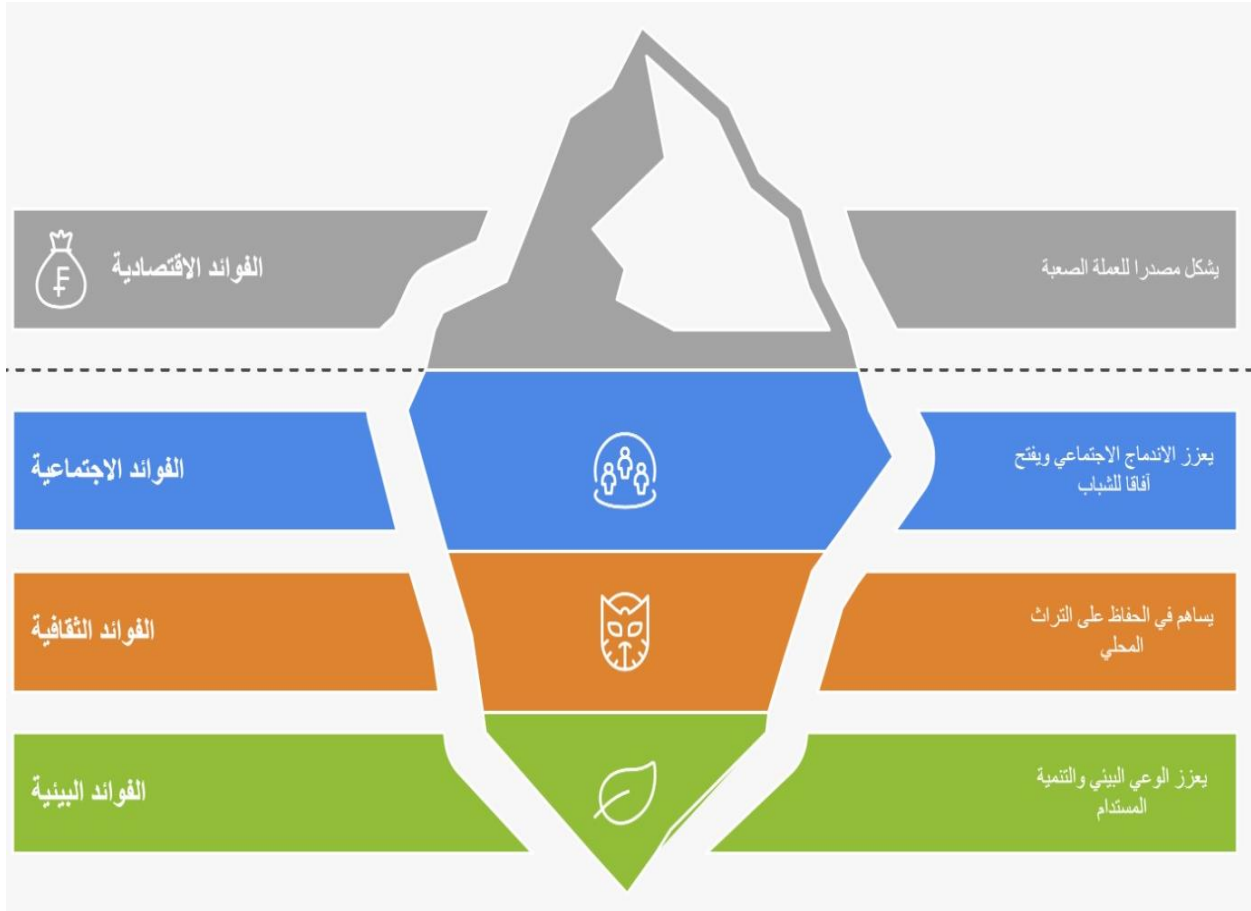 يشكل مصدرا للعملة الصعبة
الفوائد الاقتصادية
يعزز الاندماج الاجتماعي ويفتح
آفاقا للشباب
الفوائد الاجتماعية
يساهم في الحفاظ على التراث
المحلي
الفوائد الثقافية
يعزز الوعي البيئي والتنمية
المستدام
الفوائد البيئية